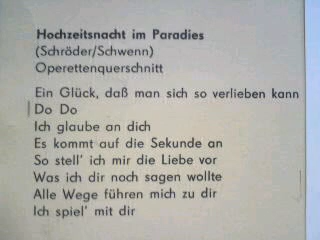 Hochzeitsnacht im Paradies
(Schröder/Schwenn)
Operettenquerschnitt
Ein Glück, daß man sich so verlieben kann
Do Do
Ich glaube an dich
Es kommt auf die Sekunde an
So stell' ich mir die Liebe vor
Was ich dir noch sagen wollte
Alle Wege führen mich zu dir
Ich spiel' mit dir